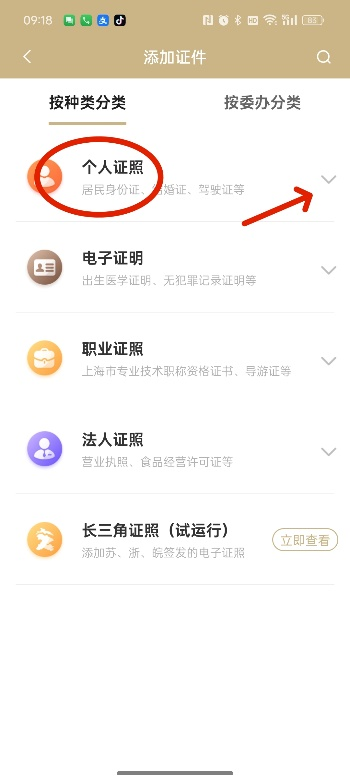 09:18
添加证件
按种类分类
按委办分类
个人证照
居民身份证、结婚证、驾驶证等
电子证明
出生医学证明、无犯罪记录证明等
职业证照
上海市专业技术职称资格证书、导游证等
法人证照
营业执照、食品经营许可证等
长三角证照（试运行）
添加苏、浙、皖签发的电子证照
立即查看